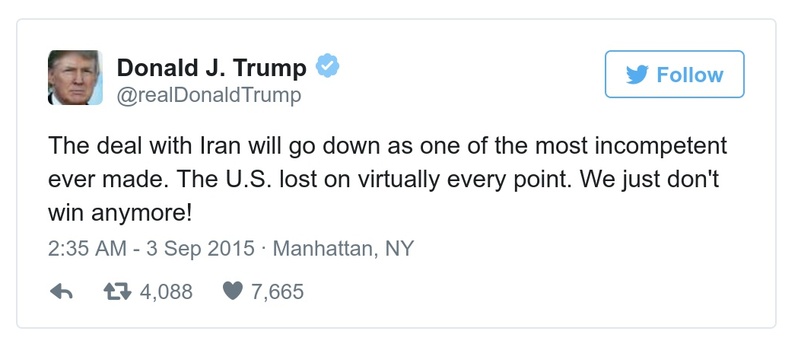 Donald J. Trump
@realDonaldTrump
Follow
The deal with Iran will go down as one of the most incompetent
ever made. The U.S. lost on virtually every point. We just don't
win anymore!
2:35 AM - 3 Sep 2015 · Manhattan, NY
4,088 7,665